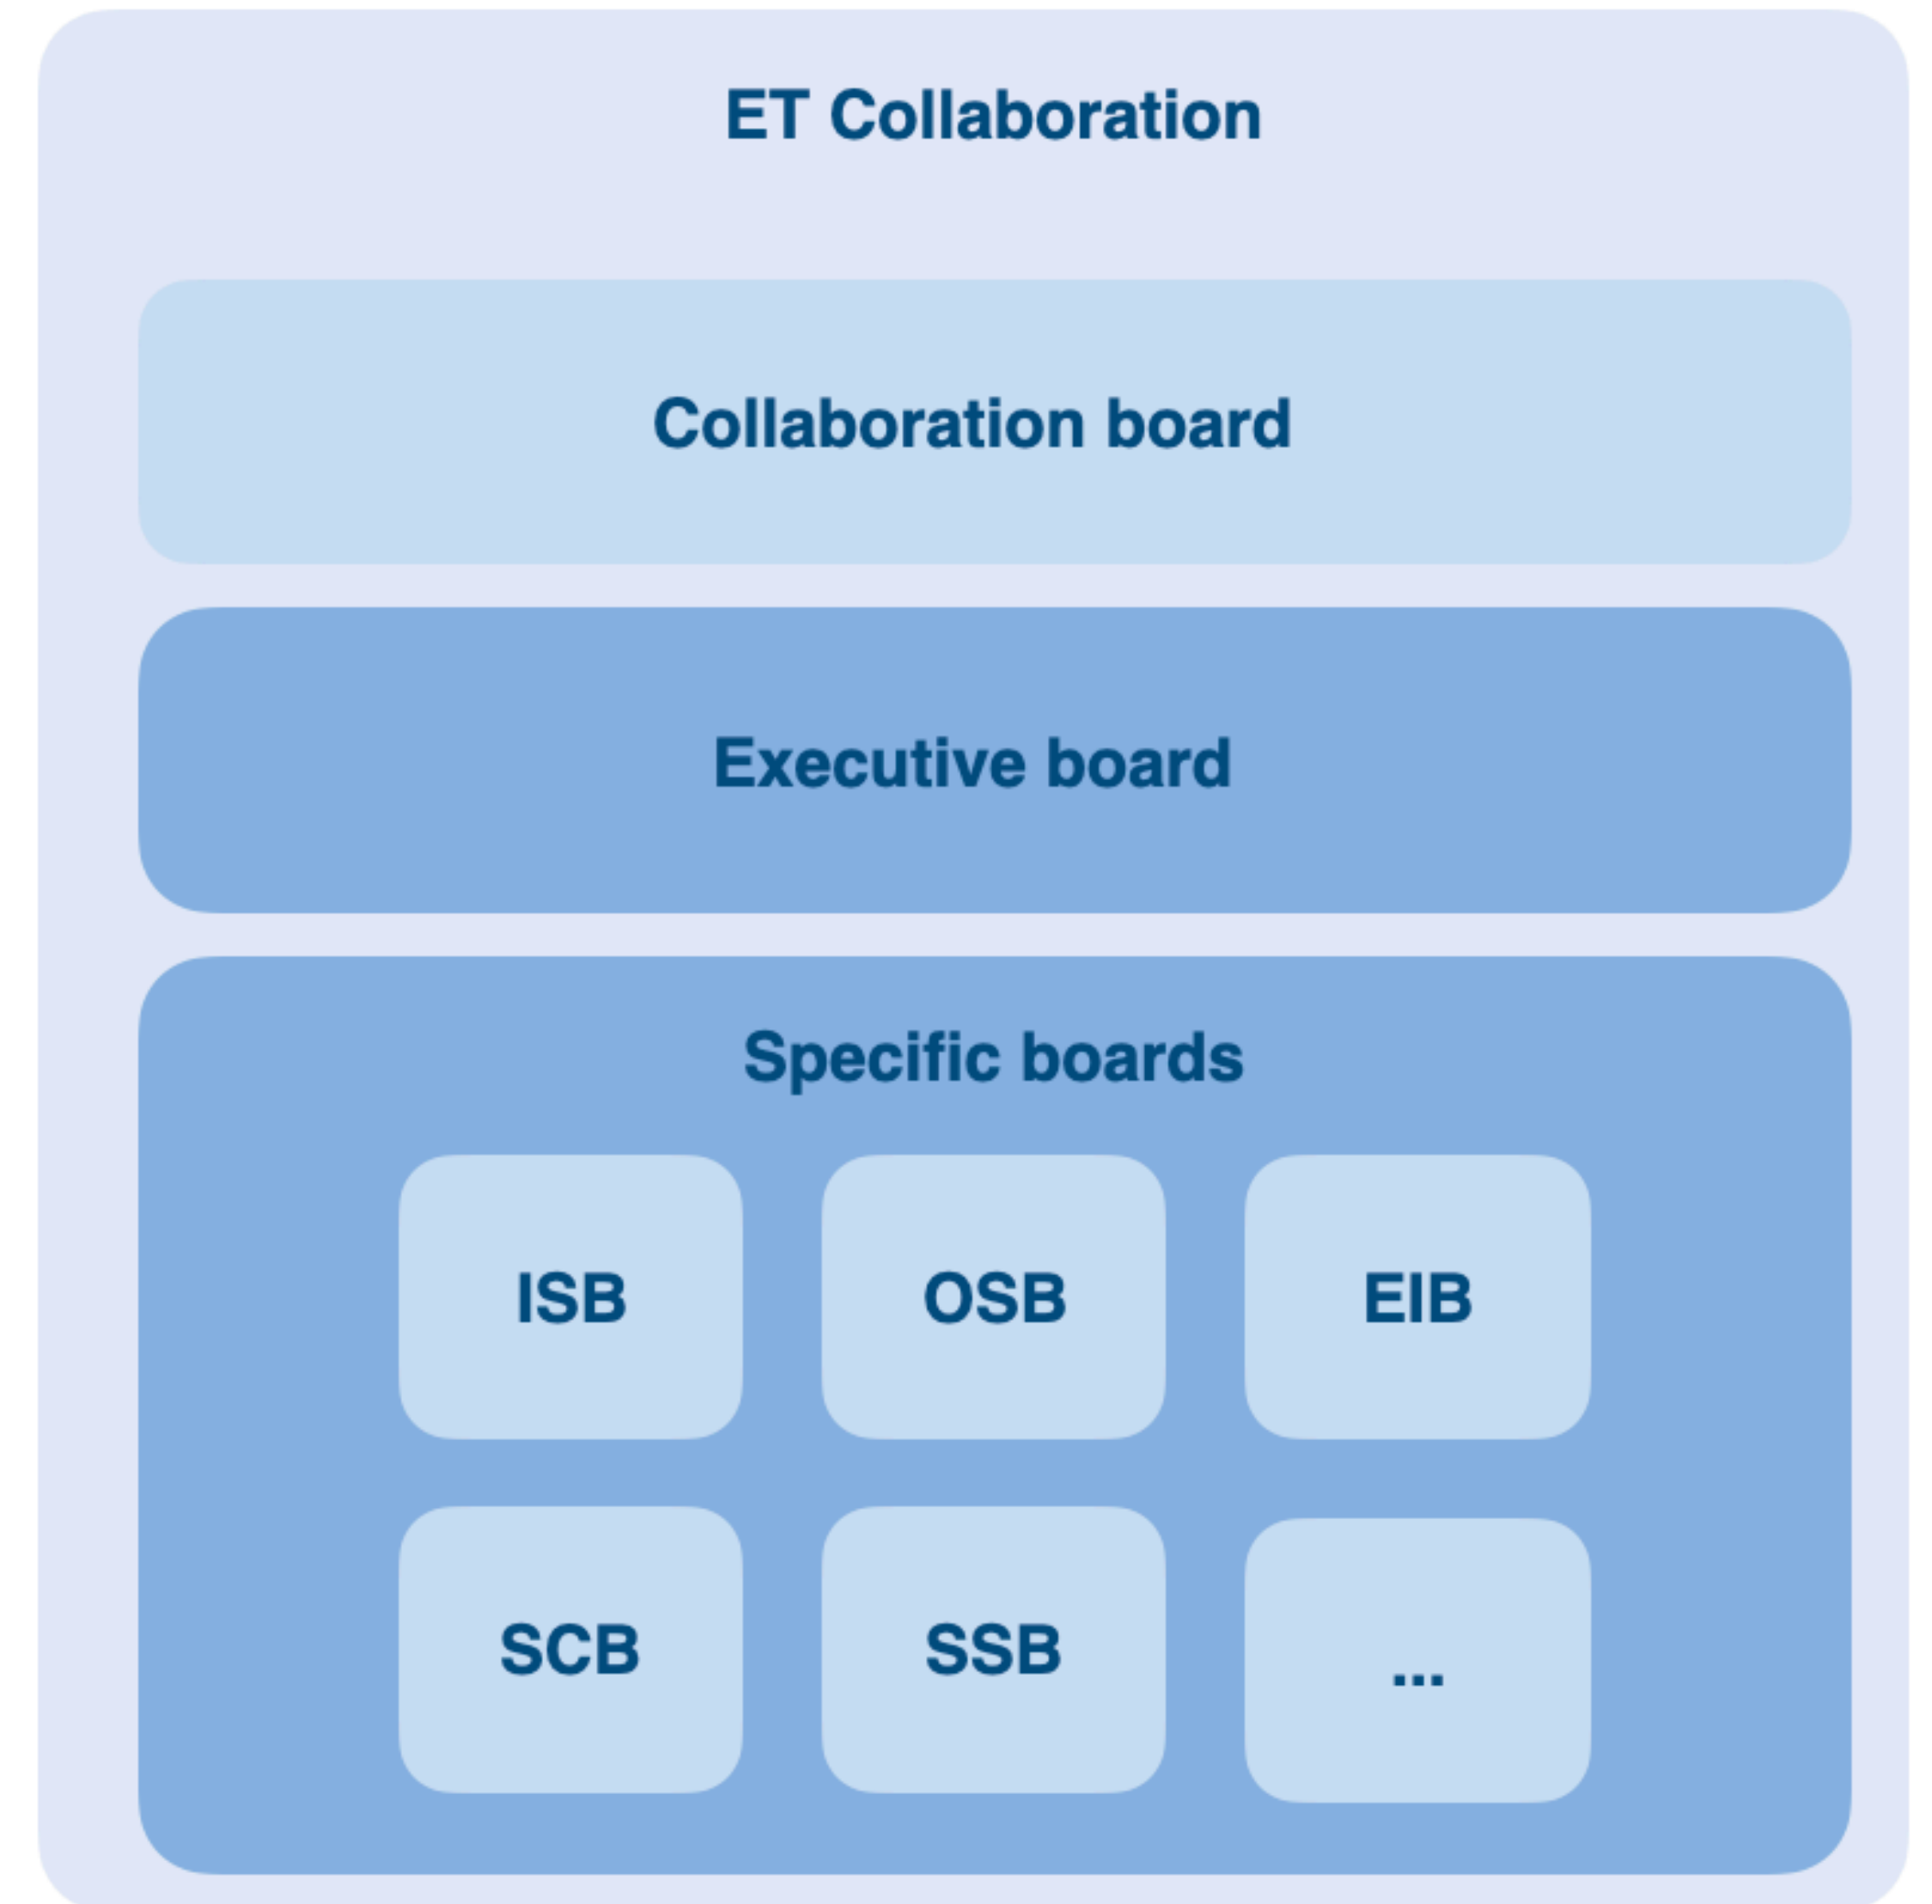 ET Collaboration
Collaboration board
Executive board
Specific boards
ISB OSB EIB
SCB SSB ...